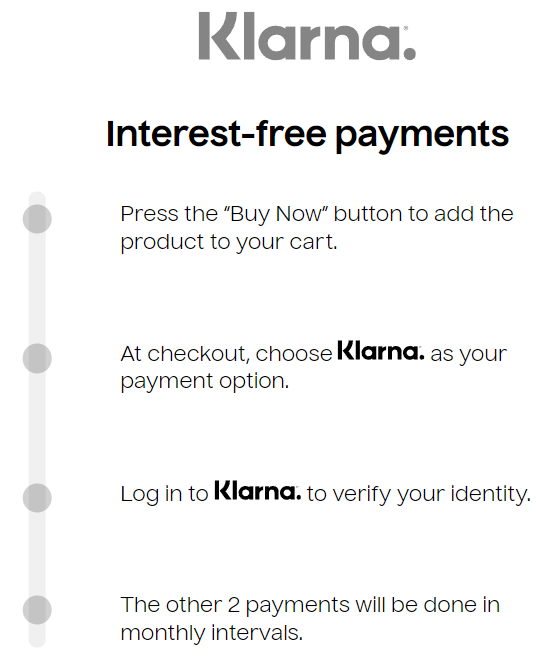 Klarna.
Interest-free payments
Press the “Buy Now” button to add the
product to your cart.
At checkout, choose Klarna. as your
payment option.
Log in to Klarna. to verify your identity.
The other 2 payments will be done in
monthly intervals.